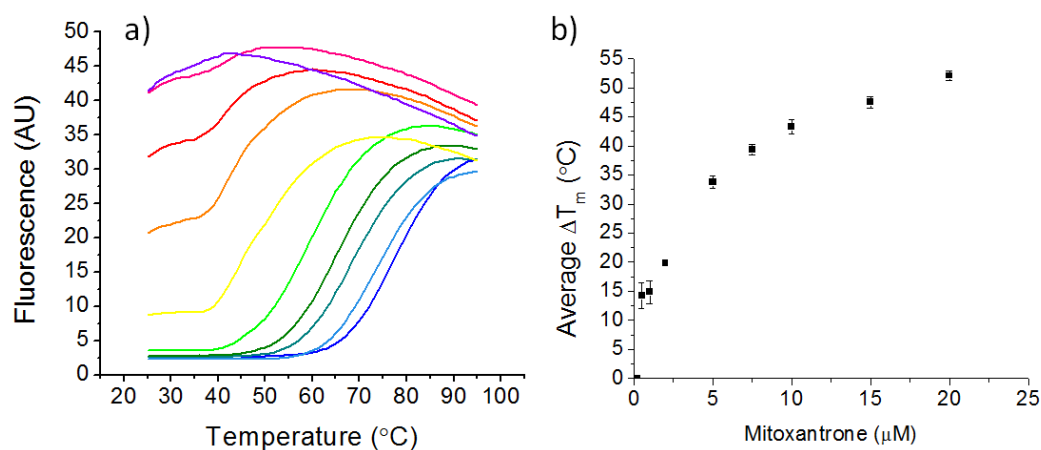 a)
50
45
40
35
30
25
20
15
10
5
0
Fluorescence (AU)
20 30 40 50 60 70 80 90 100
Temperature (°C)
b)
55
50
45
40
35
30
25
20
15
10
5
0
Average ΔTm (°C)
0 5 10 15 20 25
Mitoxantrone (μM)